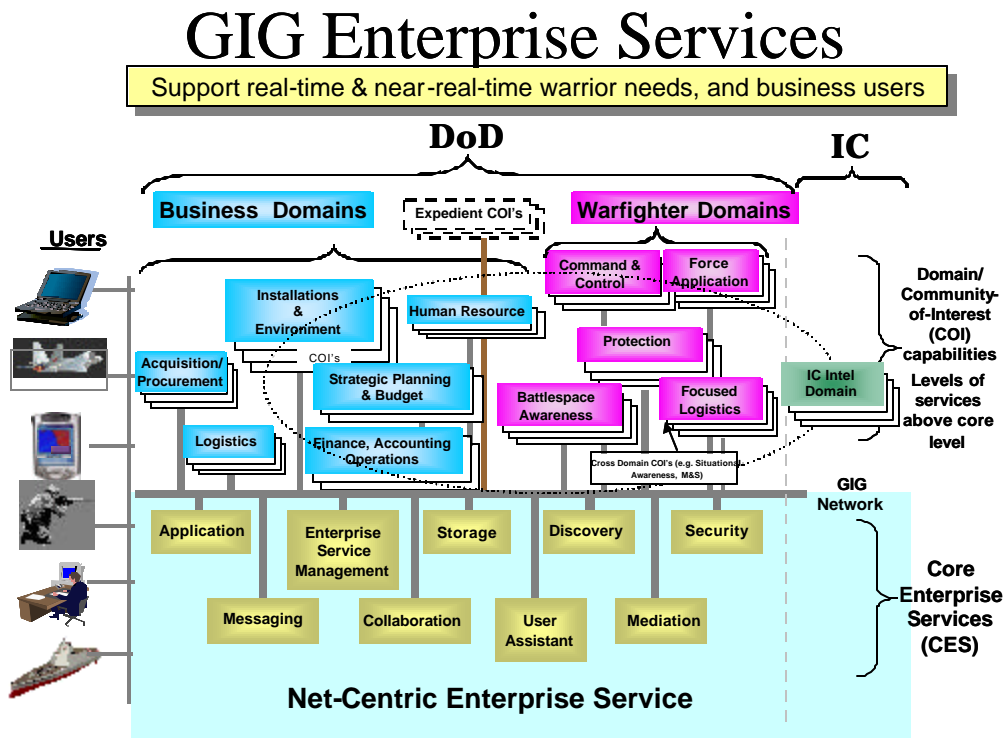 GIG Enterprise Services
Support real-time & near-real-time warrior needs, and business users
DoD
IC
Business Domains
Expedient COI's
Warfighter Domains
Users
Command &
Control
Force
Application
Installations
&
Environment
Human Resource
Domain/
Community-
of-Interest
(COI)
capabilities
COI's
Protection
Acquisition/
Procurement
Strategic Planning
& Budget
IC Intel
Domain
Levels of
services
above core
level
Battlespace
Awareness
Focused
Logistics
Logistics
Finance, Accounting
Operations
Cross Domain COI's (e.g. Situational
Awareness, M&S)
GIG
Network
Application
Enterprise
Service
Management
Storage
Discovery
Security
Messaging
Collaboration
User
Assistant
Mediation
Core
Enterprise
Services
(CES)
Net-Centric Enterprise Service